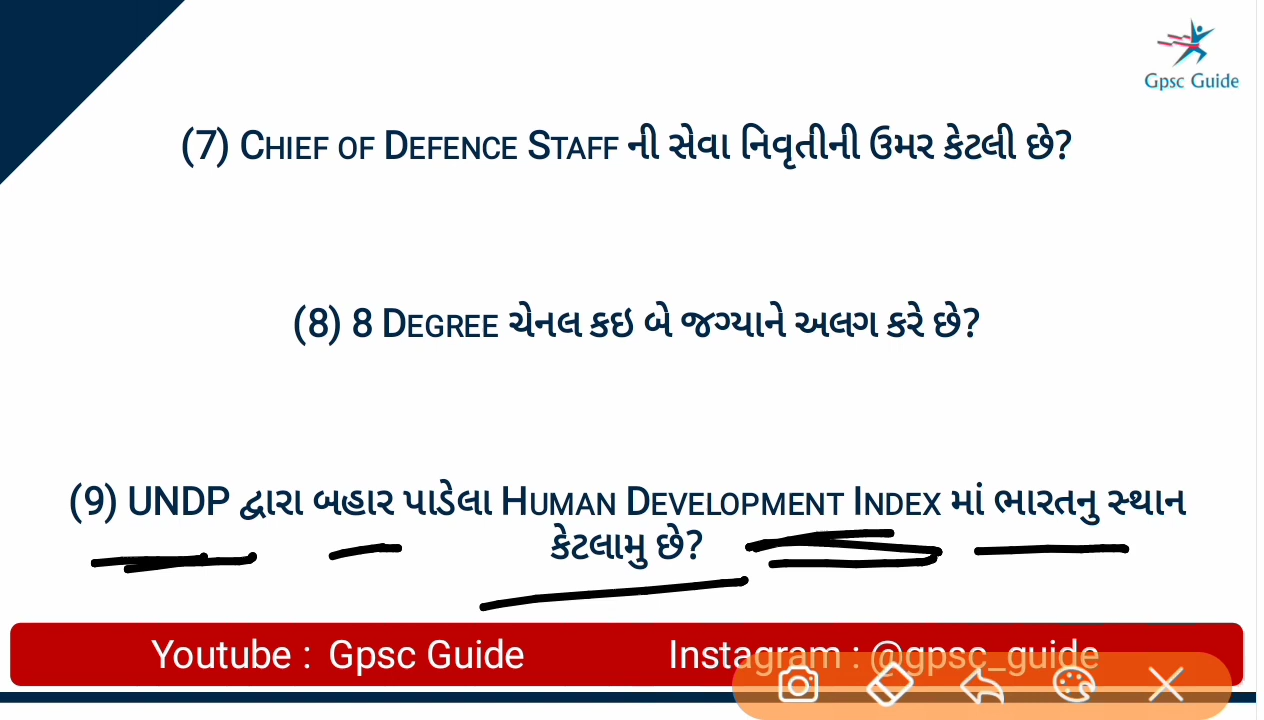 Gpsc Guide
(7) CHIEF OF DEFENCE STAFF ની સેવા નિવૃતીની ઉમર કેટલી છે?
(8) 8 DEGREE ચેનલ કઇ બે જગ્યાને અલગ કરે છે?
(9) UNDP દ્વારા બહાર પાડેલા HUMAN DEVELOPMENT INDEX માં ભારતનુ સ્થાન
કેટલામુ છે?
Youtube : Gpsc Guide Instagram : @gpsc_guide